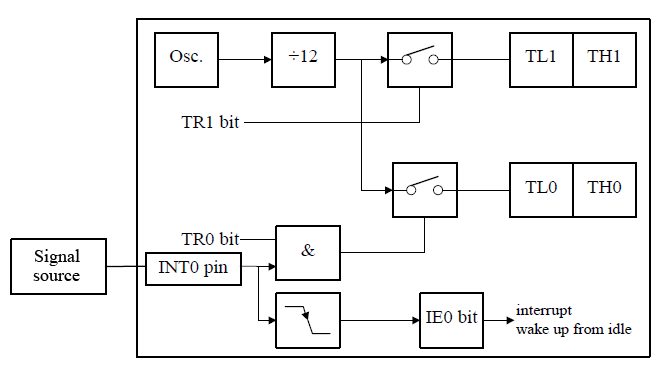 Osc.
÷12
TL1
TH1
TR1 bit
TL0
TH0
TR0 bit
&
Signal
source
INT0 pin
IE0 bit
interrupt
wake up from idle